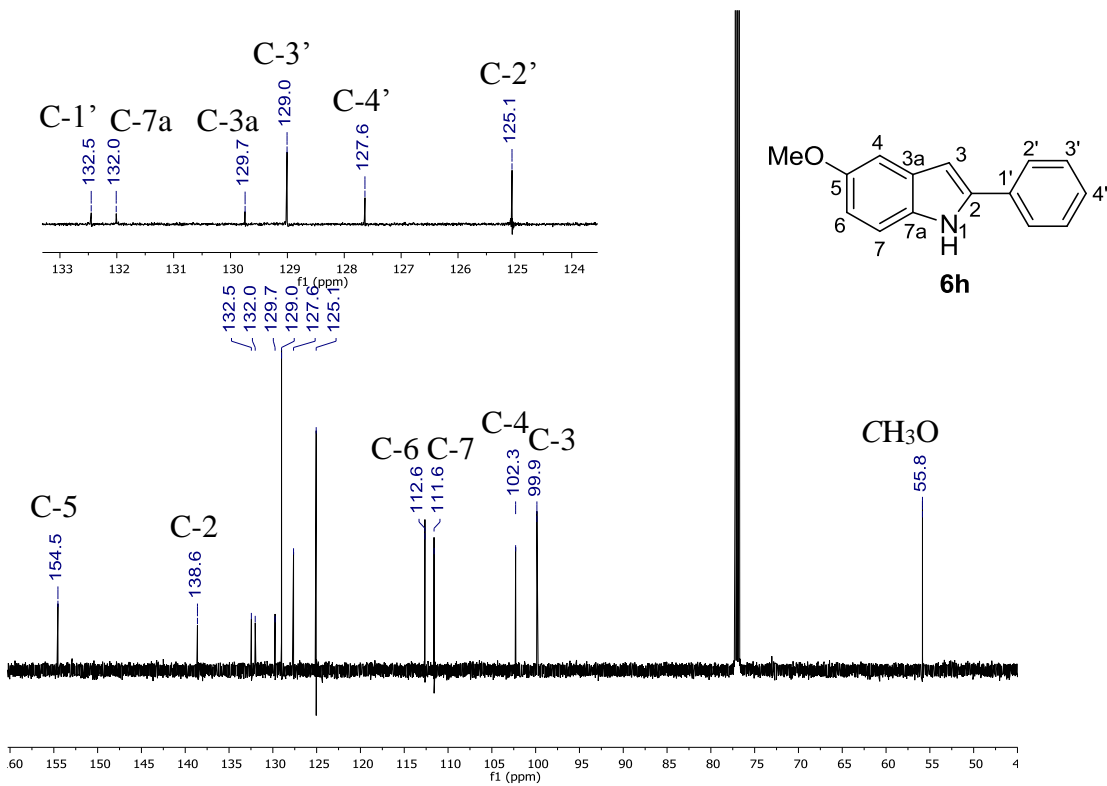 C-3'
129.0
C-2'
125.1
C-4'
127.6
C-1'
132.5
C-7a
132.0
C-3a
129.7
133 132 131 130 129 128 127 126 125 124
f1 (ppm)
MeO
4
3a
3
2'
3'
5
1'
4'
6
2
7a
N
1
7
H
6h
132.5
132.0
129.7
129.0
127.6
125.1
C-5
154.5
C-2
138.6
C-6
112.6
C-7
111.6
C-4
102.3
C-3
99.9
CH3O
55.8
60 155 150 145 140 135 130 125 120 115 110 105 100 95 90 85 80 75 70 65 60 55 50 4
f1 (ppm)